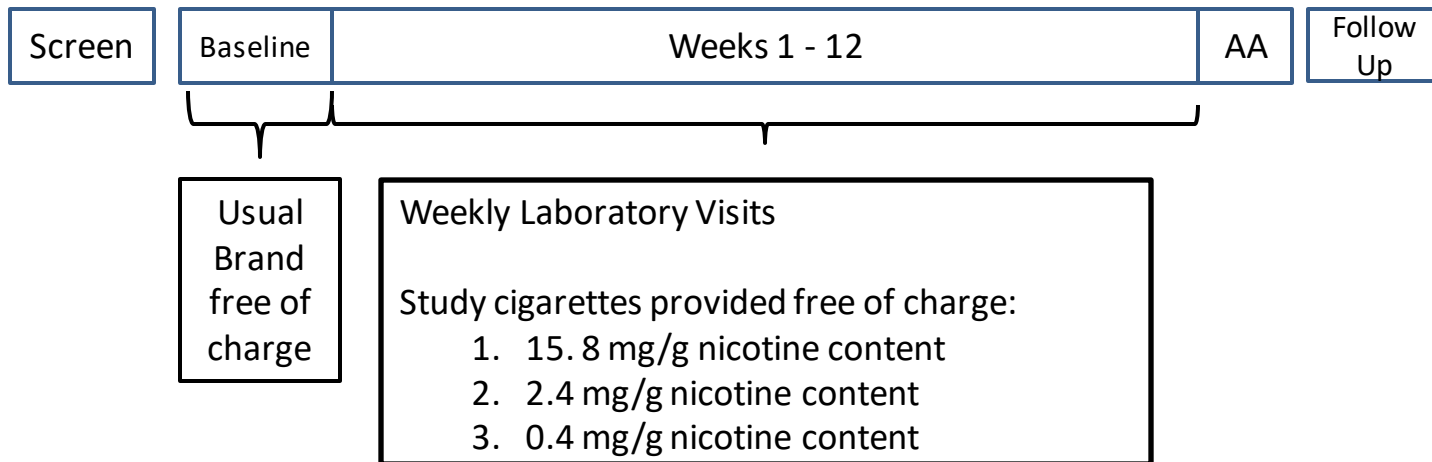 Screen
Baseline
Weeks 1 - 12
AA
Follow
Up
Usual
Brand
free of
charge
Weekly Laboratory Visits
Study cigarettes provided free of charge:
1. 15. 8 mg/g nicotine content
2. 2.4 mg/g nicotine content
3. 0.4 mg/g nicotine content